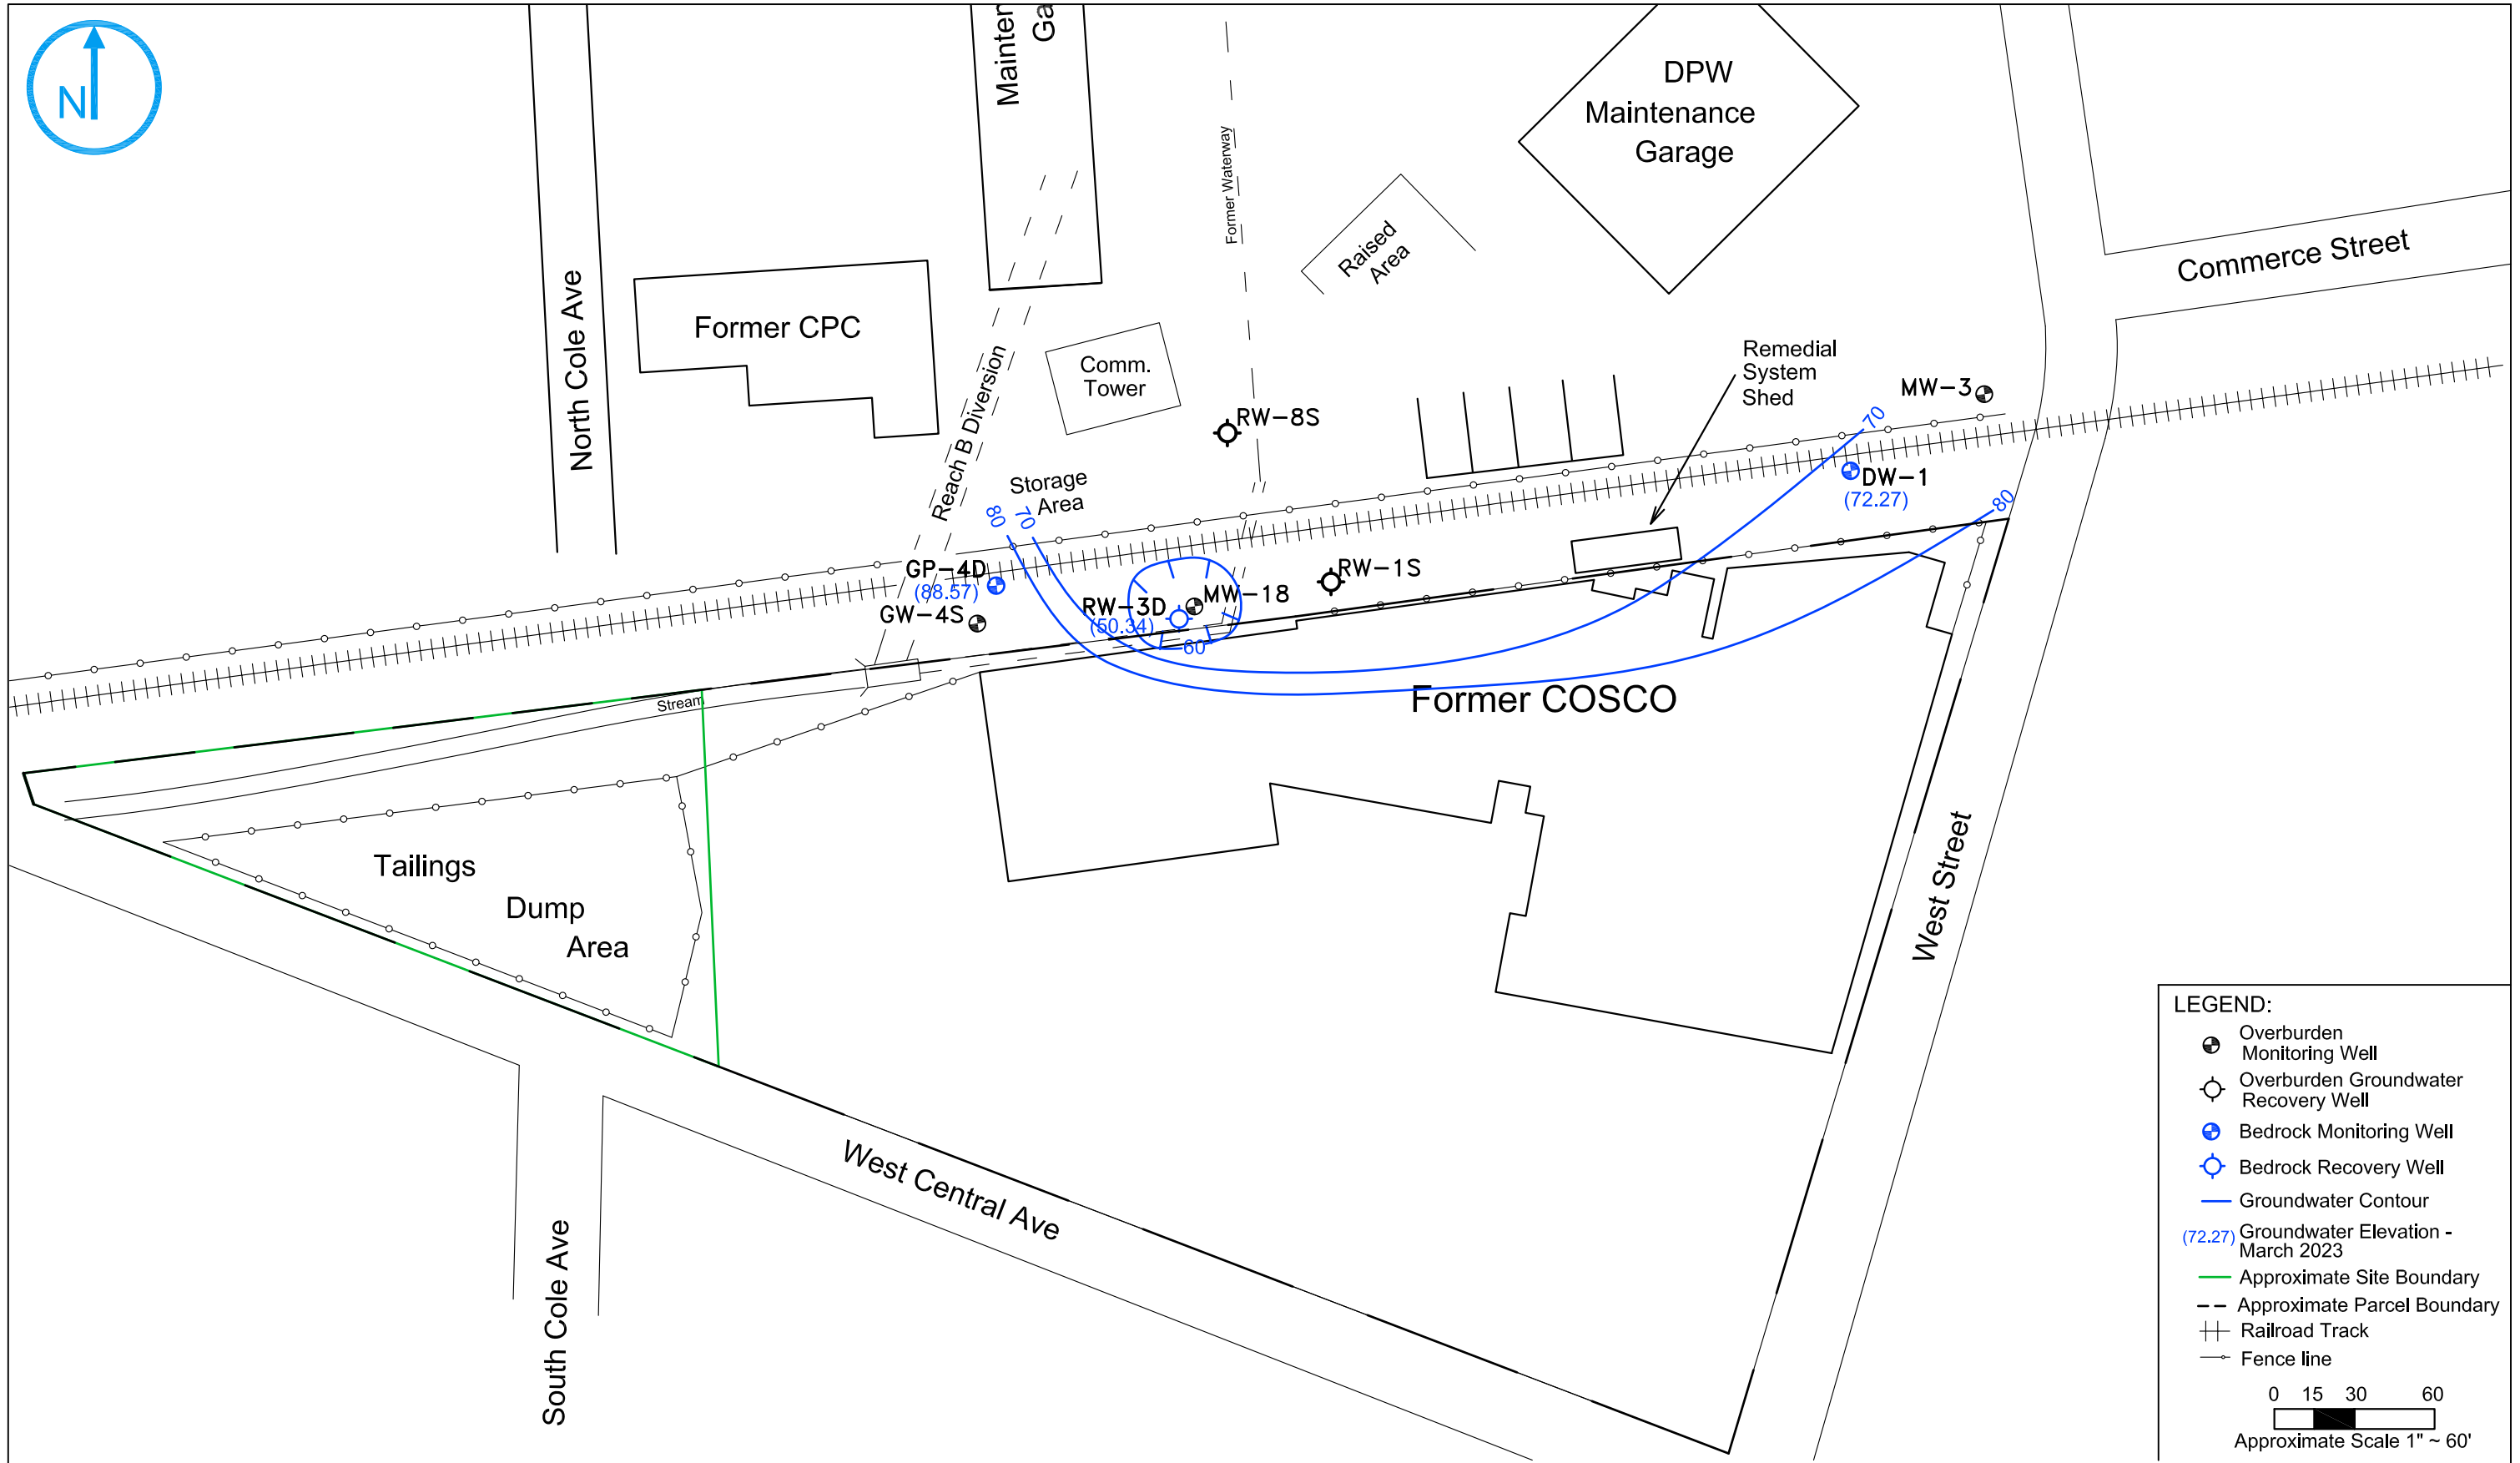 N
Mainten
Ga
DPW
Maintenance
Garage
Former Waterway
Raised
Area
Commerce Street
North Cole Ave
Former CPC
Comm.
Tower
Reach B Diversion
Remedial
System
Shed
MW-3
70
RW-8S
Storage
Area
80
70
DW-1
(72.27)
80
GP-4D
(88.57)
GW-4S
RW-1S
RW-3D
(50.34)
MW-18
60
Stream
Former COSCO
Tailings
Dump
Area
West Street
West Central Ave
South Cole Ave
LEGEND:
Overburden
Monitoring Well
Overburden Groundwater
Recovery Well
Bedrock Monitoring Well
Bedrock Recovery Well
Groundwater Contour
(72.27) Groundwater Elevation -
March 2023
Approximate Site Boundary
Approximate Parcel Boundary
Railroad Track
Fence line
0 15 30 60
Approximate Scale 1" ~ 60'